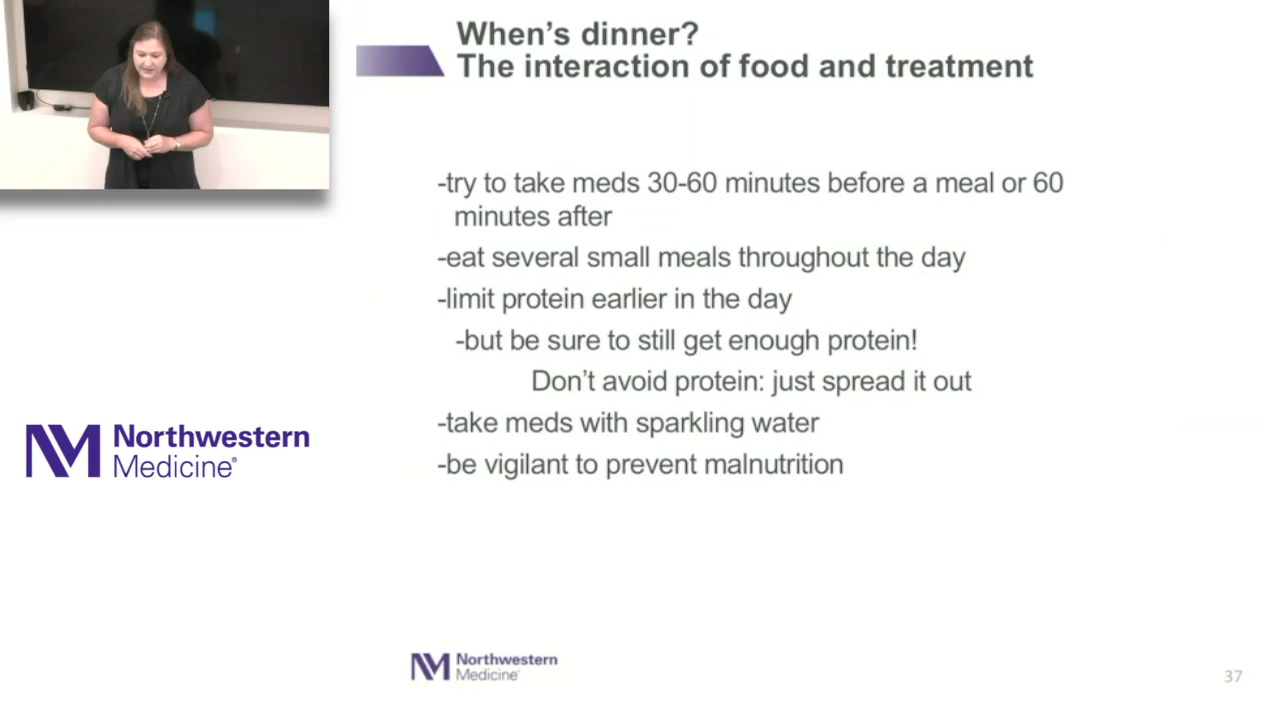 When's dinner?
The interaction of food and treatment
-try to take meds 30-60 minutes before a meal or 60
minutes after
-eat several small meals throughout the day
-limit protein earlier in the day
-but be sure to still get enough protein!
Don't avoid protein: just spread it out
-take meds with sparkling water
-be vigilant to prevent malnutrition
NM Northwestern
Medicine®
NM Northwestern
Medicine
37